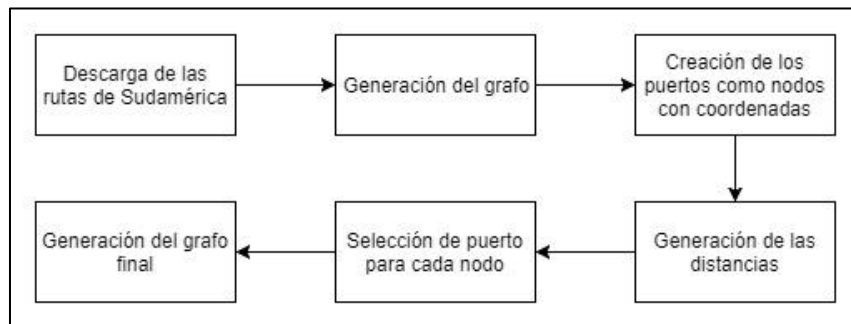 Descarga de las
rutas de Sudamérica
Generación del grafo
Creación de los
puertos como nodos
con coordenadas
Generación de las
distancias
Selección de puerto
para cada nodo
Generación del grafo
final